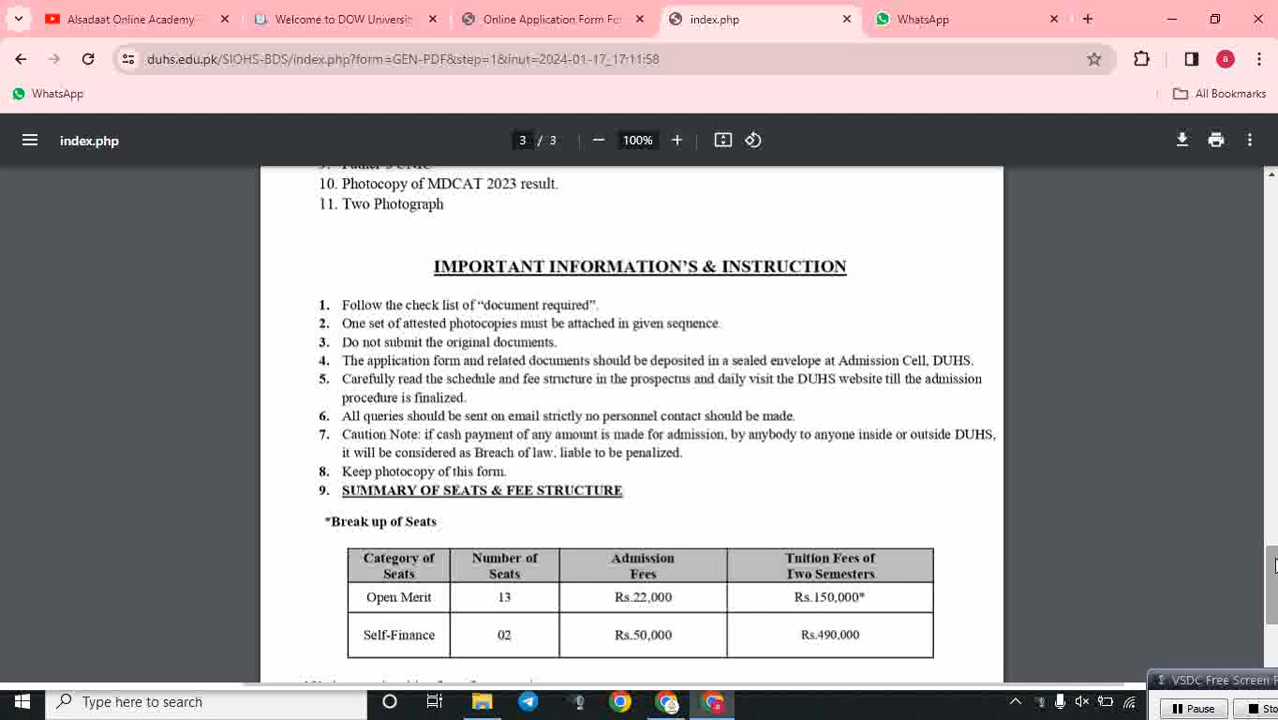 Alsadaat Online Academy
Welcome to DOW Universit
Online Application Form Fo
index.php
WhatsApp
duhs.edu.pk/SIOHS-BDS/index.php?form=GEN-PDF&step=1&inut=2024-01-17_17:11:58
8
WhatsApp
All Bookmarks
index.php
3 / 3
100%
10. Photocopy of MDCAT 2023 result.
11. Two Photograph
IMPORTANT INFORMATION'S & INSTRUCTION
1. Follow the check list of “document required”.
2. One set of attested photocopies must be attached in given sequence.
3. Do not submit the original documents.
4. The application form and related documents should be deposited in a sealed envelope at Admission Cell, DUHS.
5. Carefully read the schedule and fee structure in the prospectus and daily visit the DUHS website till the admission
procedure is finalized.
6. All queries should be sent on email strictly no personnel contact should be made.
7. Caution Note: if cash payment of any amount is made for admission, by anybody to anyone inside or outside DUHS,
it will be considered as Breach of law, liable to be penalized.
8. Keep photocopy of this form.
9. SUMMARY OF SEATS & FEE STRUCTURE
*Break up of Seats
Category of Seats Number of Seats Admission Fees Tuition Fees of Two Semesters
Open Merit 13 Rs.22,000 Rs.150,000*
Self-Finance 02 Rs.50,000 Rs.490,000
Type here to search
VSDC Free Screen
Pause
Sto